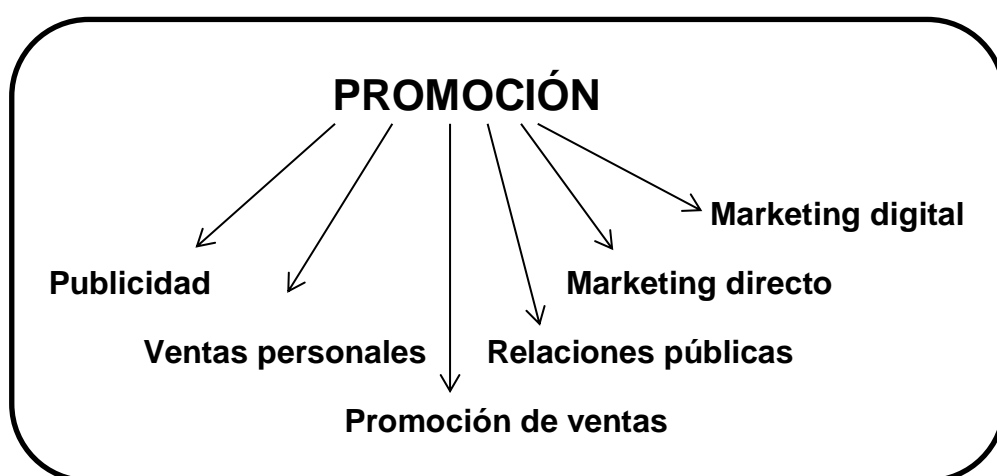 PROMOCIÓN
Marketing digital
Publicidad
Marketing directo
Ventas personales
Relaciones públicas
Promoción de ventas